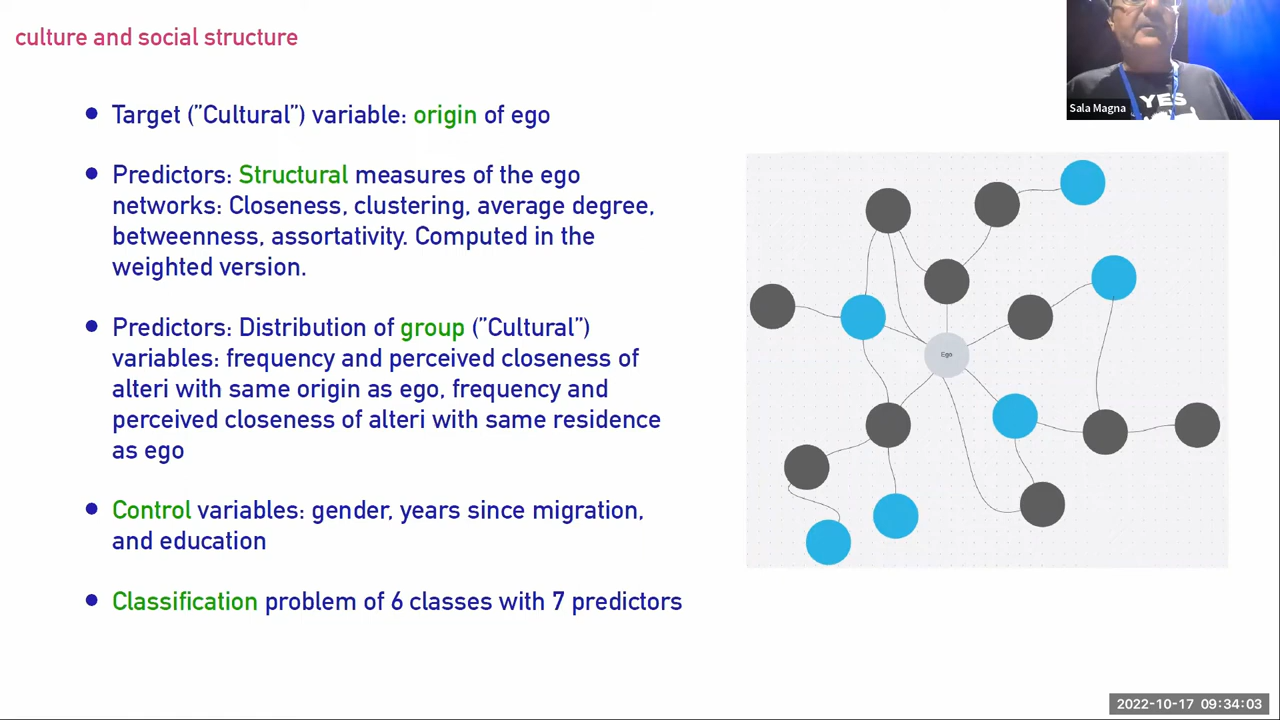 culture and social structure
Sala Magna
YES
• Target (”Cultural”) variable: origin of ego
• Predictors: Structural measures of the ego
networks: Closeness, clustering, average degree,
betweenness, assortativity. Computed in the
weighted version.
• Predictors: Distribution of group (”Cultural”)
variables: frequency and perceived closeness of
alteri with same origin as ego, frequency and
perceived closeness of alteri with same residence
as ego
• Control variables: gender, years since migration,
and education
• Classification problem of 6 classes with 7 predictors
Ego
2022-10-17 09:34:03